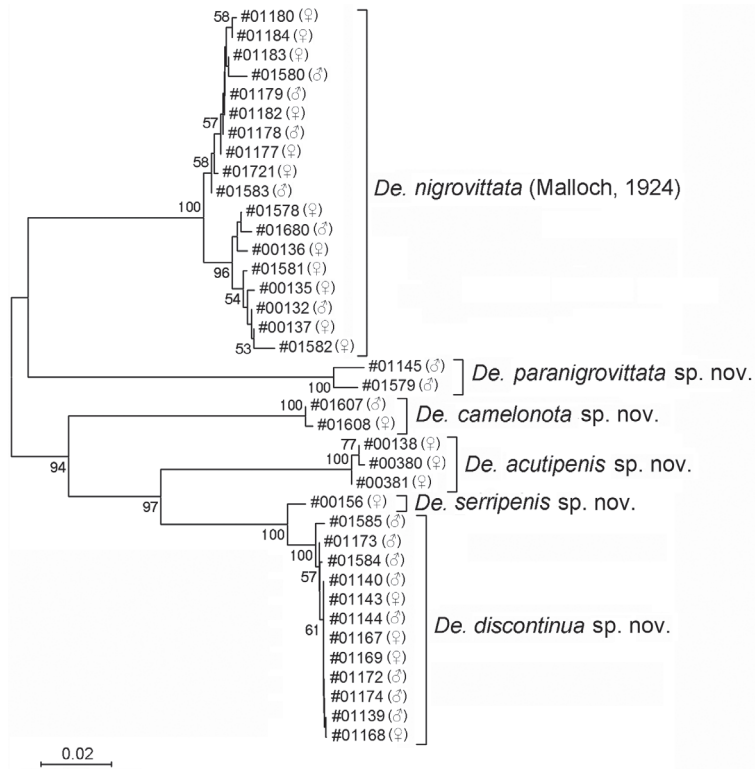 58 #01180 (♀)
#01184 (♀)
#01183 (♀)
#01580 (♂)
#01179 (♂)
#01182 (♀)
57 #01178 (♂)
#01177 (♀)
58 #01721 (♀)
#01583 (♂)
De. nigrovittata (Malloch, 1924)
100 #01578 (♀)
#01680 (♂)
#00136 (♀)
96 #01581 (♀)
#00135 (♀)
54 #00132 (♂)
#00137 (♀)
53 #01582 (♀)
#01145 (♂)
100 #01579 (♂)
De. paranigrovittata sp. nov.
100 #01607 (♂)
#01608 (♀)
De. camelonota sp. nov.
94
77 #00138 (♀)
100 #00380 (♀)
#00381 (♀)
De. acutipenis sp. nov.
97
#00156 (♀)
De. serripenis sp. nov.
100 #01585 (♂)
#01173 (♂)
100 #01584 (♂)
57 #01140 (♂)
#01143 (♀)
#01144 (♂)
61 #01167 (♀)
#01169 (♀)
#01172 (♂)
#01174 (♂)
#01139 (♂)
#01168 (♀)
De. discontinua sp. nov.
0.02